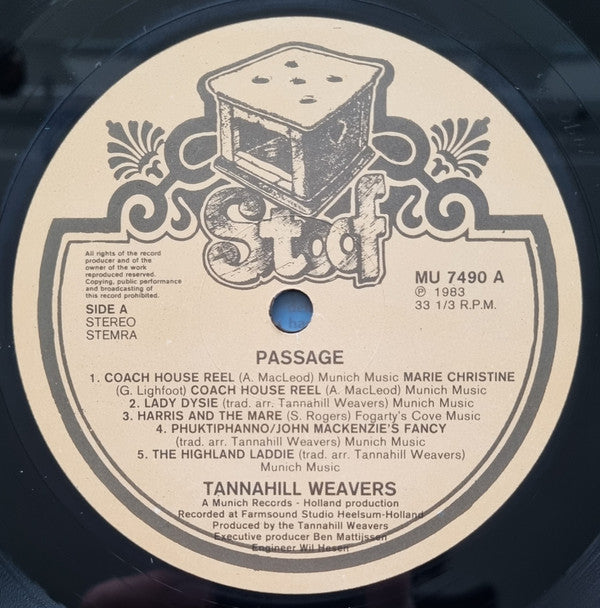 Stoof
All rights of the record
producer and of the
owner of the work
reproduced reserved.
Copying, public performance
and broadcasting of
this record prohibited.
SIDE A
STEREO
STEMRA
MU 7490 A
℗ 1983
33 1/3 R.P.M.
PASSAGE
1. COACH HOUSE REEL (A. MacLeod) Munich Music MARIE CHRISTINE
(G. Lighfoot) COACH HOUSE REEL (A. MacLeod) Munich Music
2. LADY DYSIE (trad. arr. Tannahill Weavers) Munich Music
3. HARRIS AND THE MARE (S. Rogers) Fogarty's Cove Music
4. PHUKTIPHANNO/JOHN MACKENZIE'S FANCY
(trad. arr. Tannahill Weavers) Munich Music
5. THE HIGHLAND LADDIE (trad. arr. Tannahill Weavers)
Munich Music
TANNAHILL WEAVERS
A Munich Records - Holland production
Recorded at Farmsound Studio Heelsum-Holland
Produced by the Tannahill Weavers
Executive producer Ben Mattijssen
Engineer Wil Hesen